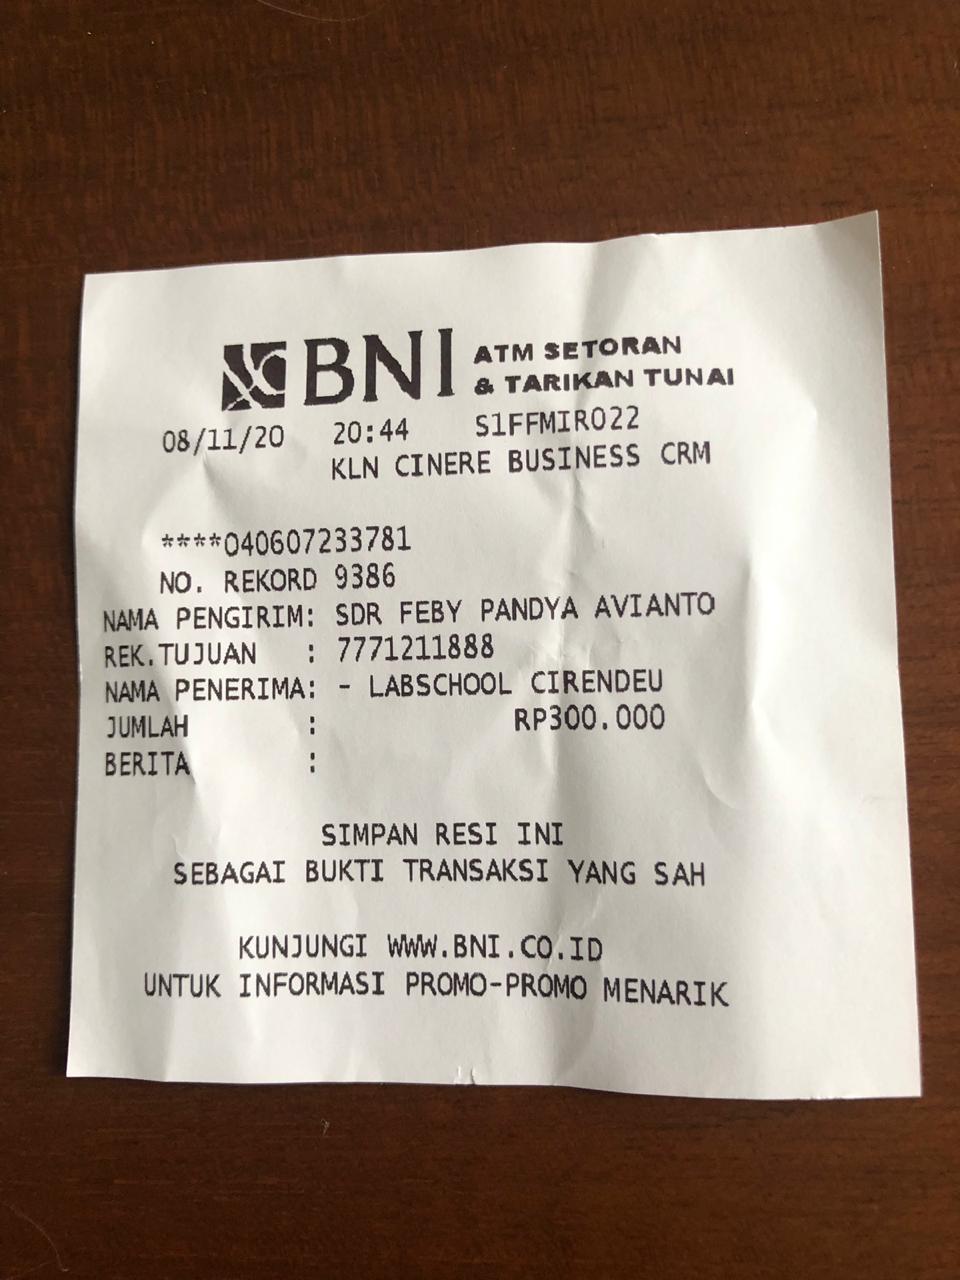 BNI ATM SETORAN
& TARIKAN TUNAI
08/11/20 20:44 S1FFMIR022
KLN CINERE BUSINESS CRM
****040607233781
NO. REKORD 9386
NAMA PENGIRIM: SDR FEBY PANDYA AVIANTO
REK.TUJUAN : 7771211888
NAMA PENERIMA: - LABSCHOOL CIRENDEU
JUMLAH : RP300.000
BERITA :
SIMPAN RESI INI
SEBAGAI BUKTI TRANSAKSI YANG SAH
KUNJUNGI WWW.BNI.CO.ID
UNTUK INFORMASI PROMO-PROMO MENARIK